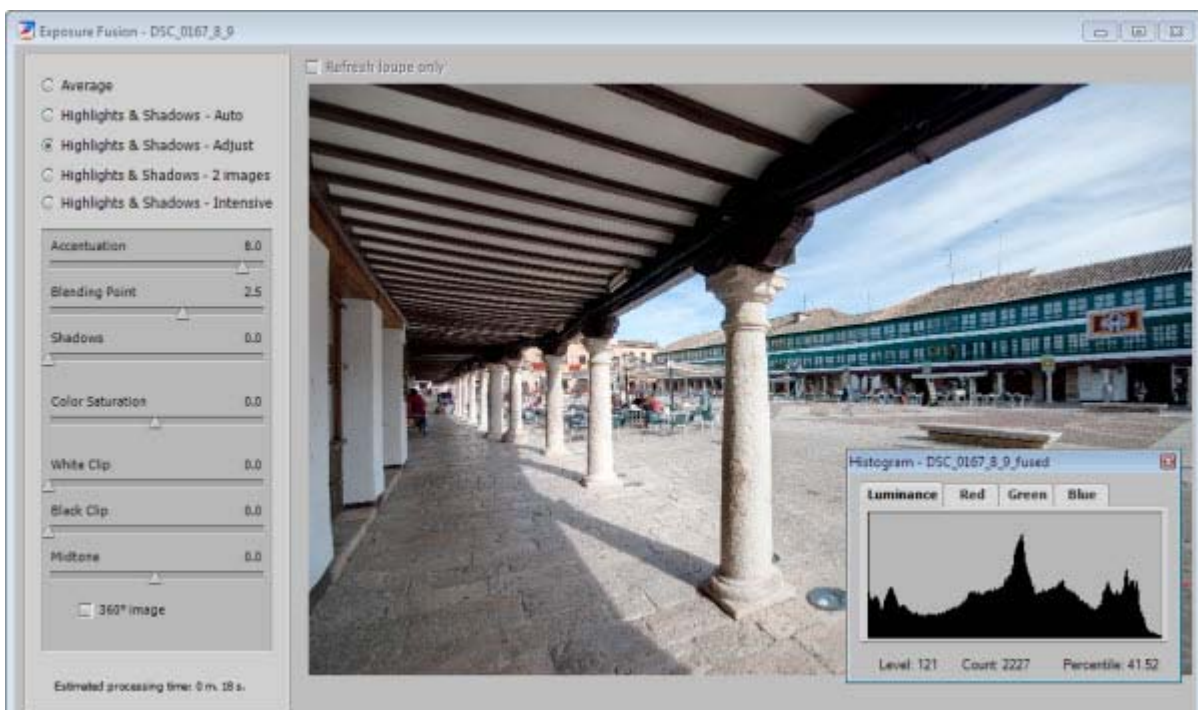 Exposure Fusion - DSC_0167_8_9
Refresh loupe only
Average
Highlights & Shadows - Auto
Highlights & Shadows - Adjust
Highlights & Shadows - 2 images
Highlights & Shadows - Intensive
Accentuation 8.0
Blending Point 2.5
Shadows 0.0
Color Saturation 0.0
White Clip 0.0
Black Clip 0.0
Midtone 0.0
360° image
Estimated processing time: 0 m. 18 s.
Histogram - DSC_0167_8_9_fused
Luminance Red Green Blue
Level: 121 Count: 2227 Percentile: 41.52